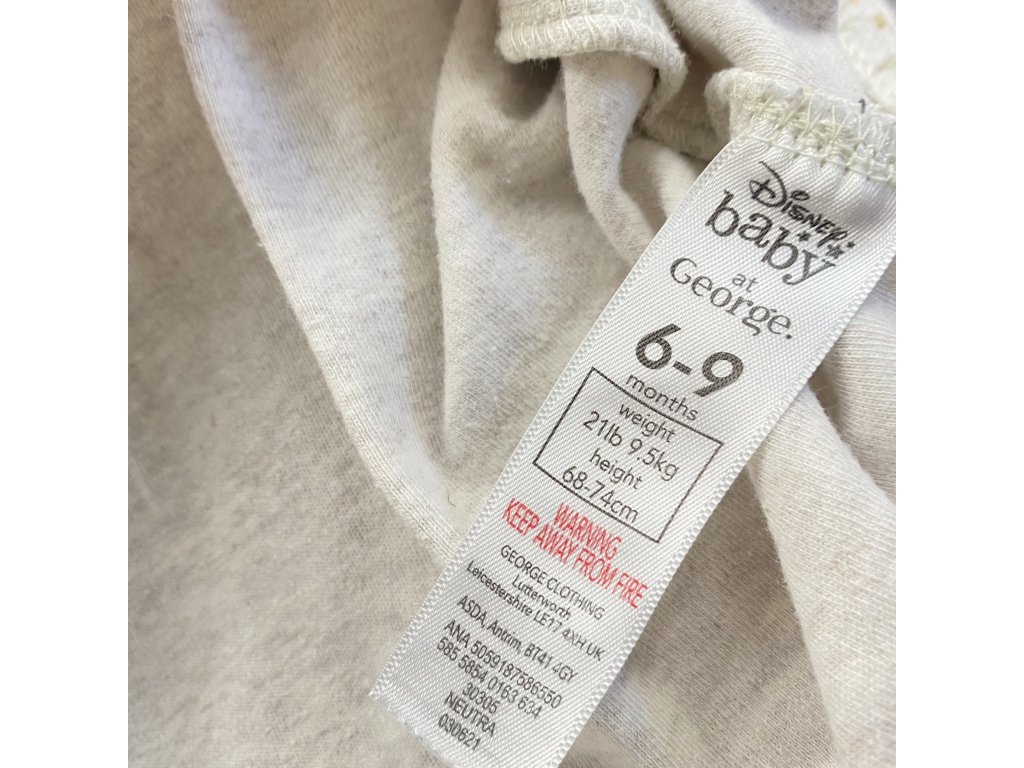 Disney
baby
at
George.
6-9
months
weight
21lb 9.5kg
height
68-74cm
WARNING
KEEP AWAY FROM FIRE
GEORGE CLOTHING
Lutterworth
Leicestershire LE17 4XH UK
ASDA, Antrim, BT41 4GY
ANA 5059187586550
585 5854 0163 634
30305
NEUTRA
030621